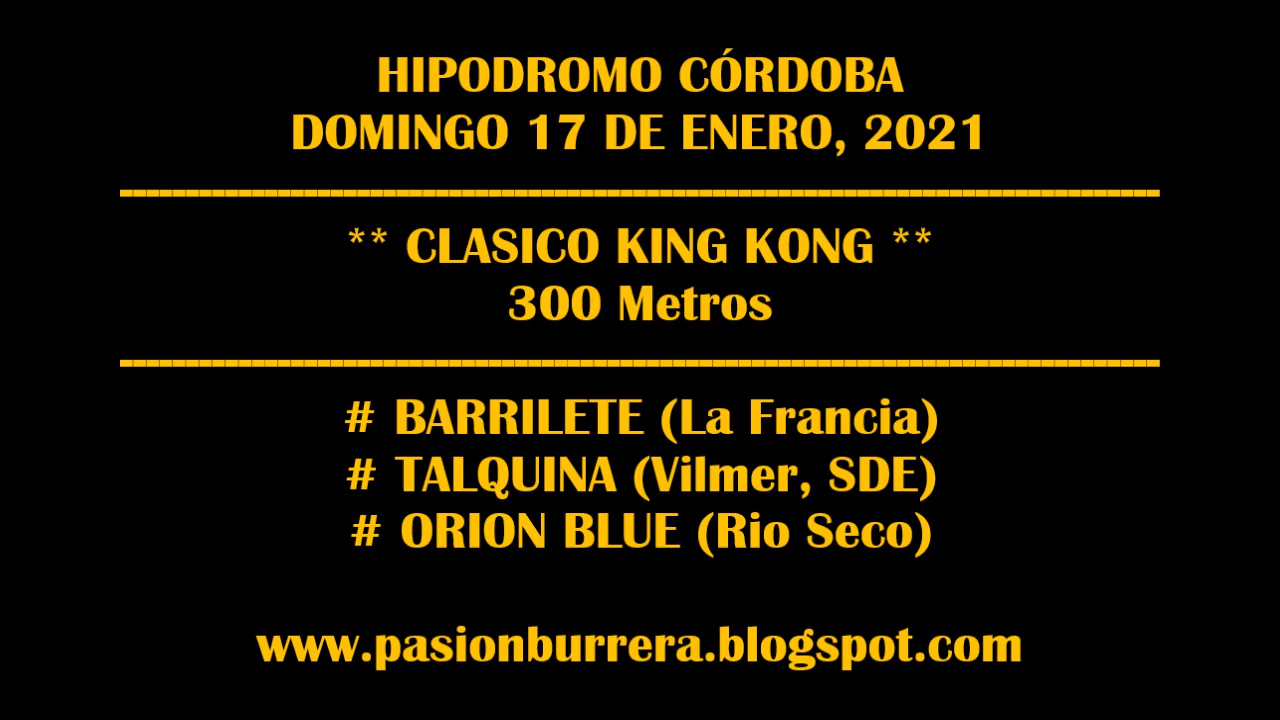 HIPODROMO CÓRDOBA
DOMINGO 17 DE ENERO, 2021
** CLASICO KING KONG **
300 Metros
# BARRILETE (La Francia)
# TALQUINA (Vilmer, SDE)
# ORION BLUE (Rio Seco)
www.pasionburrera.blogspot.com